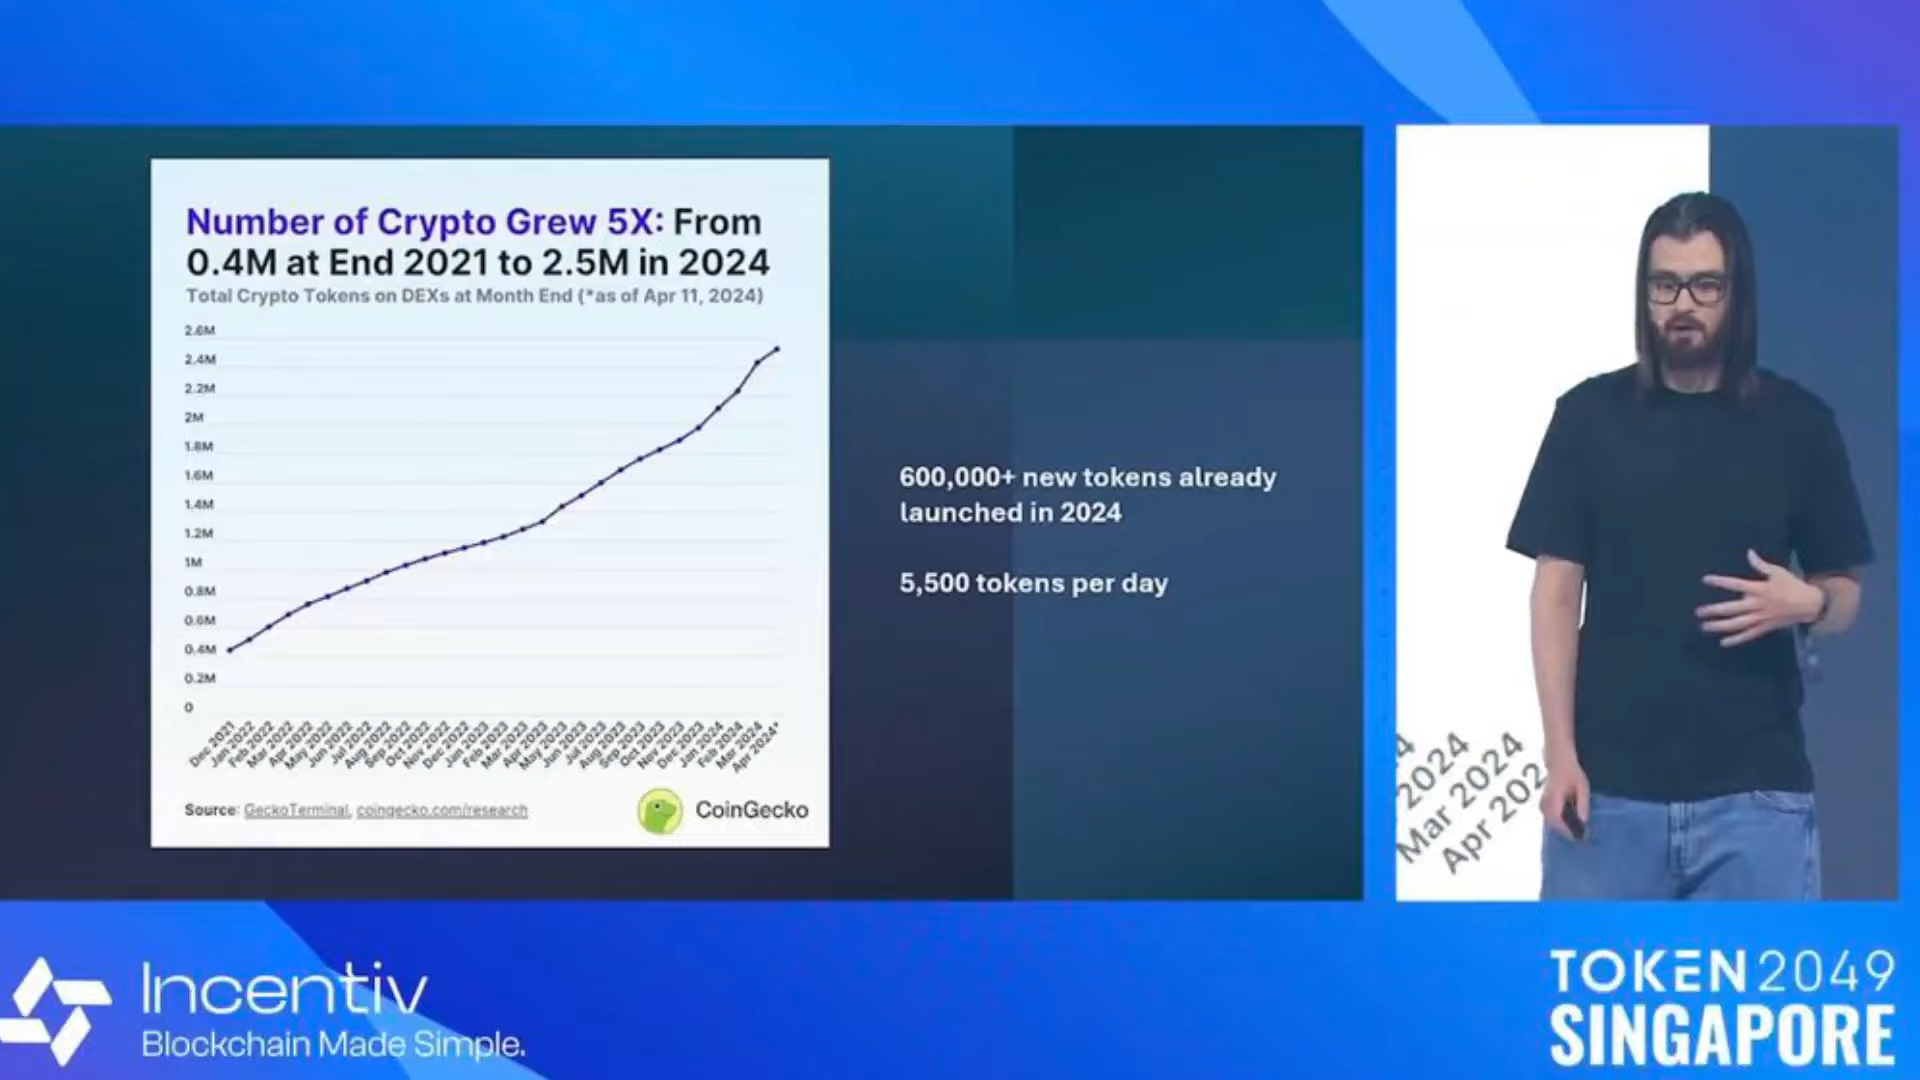 Number of Crypto Grew 5X: From
0.4M at End 2021 to 2.5M in 2024
Total Crypto Tokens on DEXs at Month End (*as of Apr 11, 2024)
2.6M
2.4M
2.2M
2M
1.8M
1.6M
1.4M
1.2M
1M
0.8M
0.6M
0.4M
0.2M
0
Dec 2021
Jan 2022
Feb 2022
Mar 2022
Apr 2022
May 2022
Jun 2022
Jul 2022
Aug 2022
Sep 2022
Oct 2022
Nov 2022
Dec 2022
Jan 2023
Feb 2023
Mar 2023
Apr 2023
May 2023
Jun 2023
Jul 2023
Aug 2023
Sep 2023
Oct 2023
Nov 2023
Dec 2023
Jan 2024
Feb 2024
Mar 2024
Apr 2024*
Source: GeckoTerminal, coingecko.com/research
CoinGecko
600,000+ new tokens already
launched in 2024
5,500 tokens per day
4
2024
Mar 2024
Apr 202
Incentiv
Blockchain Made Simple.
TOKEN2049
SINGAPORE